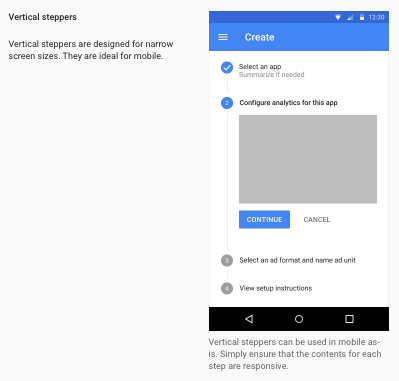 Vertical steppers
Vertical steppers are designed for narrow
screen sizes. They are ideal for mobile.
12:30
Create
Select an app
Summarize if needed
2 Configure analytics for this app
CONTINUE CANCEL
3 Select an ad format and name ad unit
4 View setup instructions
Vertical steppers can be used in mobile as-
is. Simply ensure that the contents for each
step are responsive.